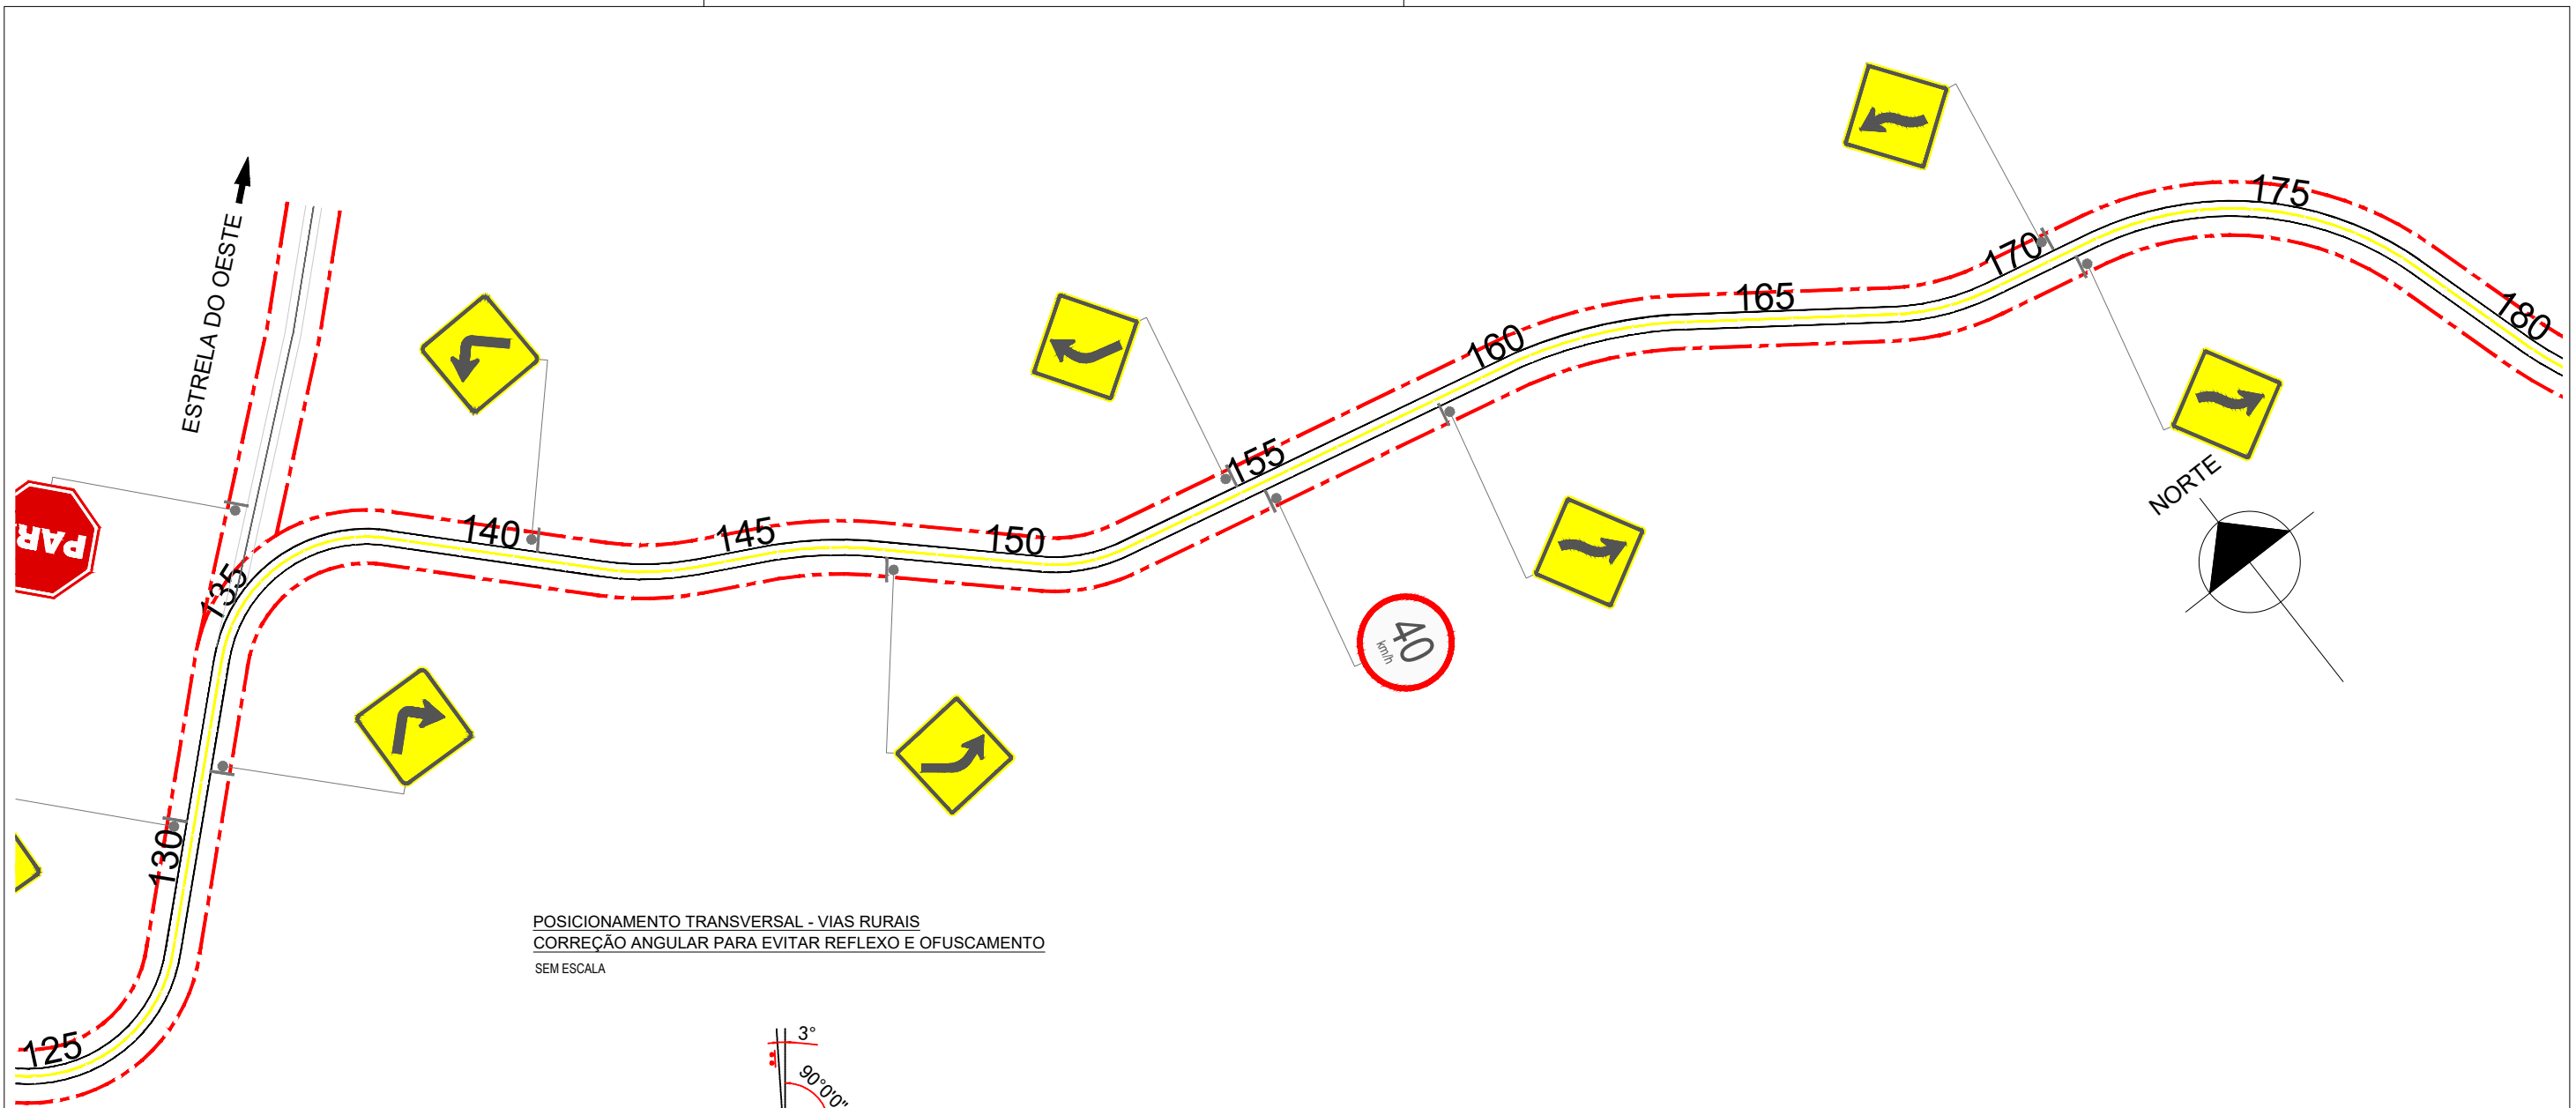 175
170
180
165
160
155
150
145
140
135
130
125
ESTRELA DO OESTE
PAR
40
km/h
NORTE
POSICIONAMENTO TRANSVERSAL - VIAS RURAIS
CORREÇÃO ANGULAR PARA EVITAR REFLEXO E OFUSCAMENTO
SEM ESCALA
3°
90°0'0"